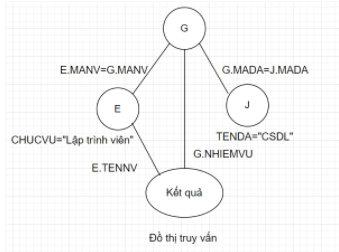 G
E.MANV=G.MANV
G.MADA=J.MADA
E
J
CHUCVU="Lập trình viên"
TENDA="CSDL"
G.NHIEMVU
E.TENNV
Kết quả
Đồ thị truy vấn